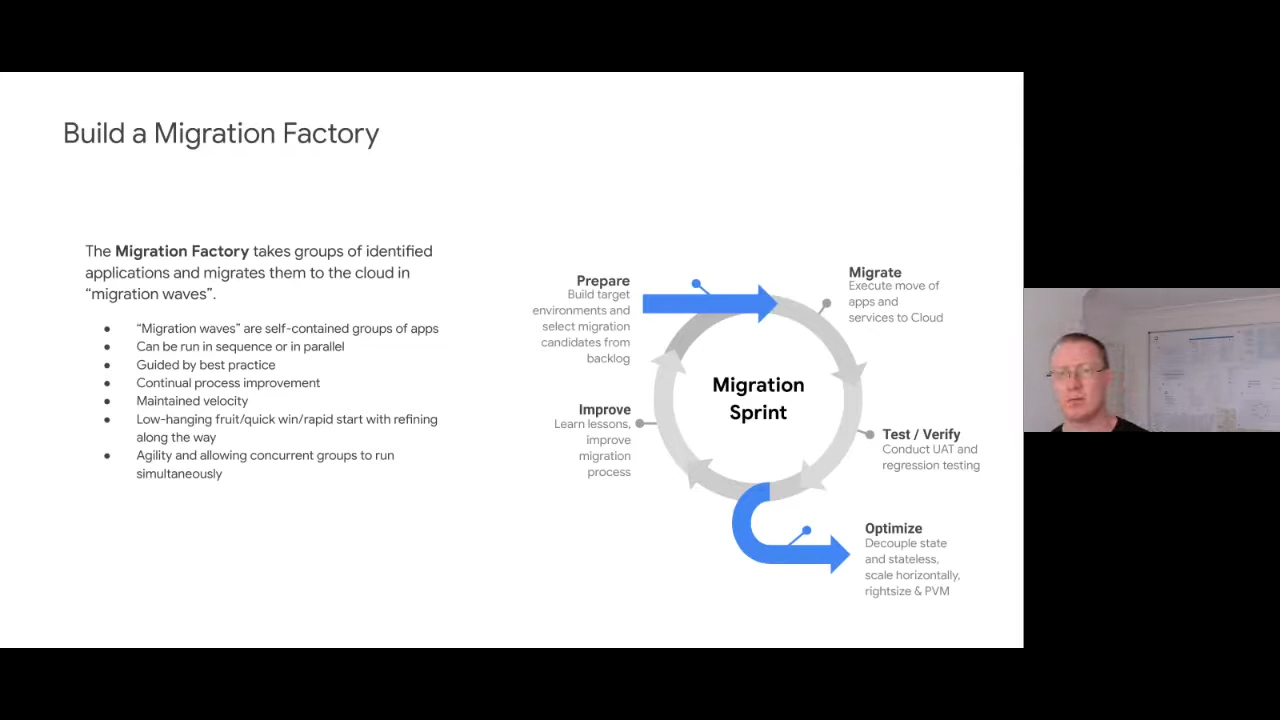 Build a Migration Factory
The Migration Factory takes groups of identified
applications and migrates them to the cloud in
“migration waves”.
● “Migration waves” are self-contained groups of apps
● Can be run in sequence or in parallel
● Guided by best practice
● Continual process improvement
● Maintained velocity
● Low-hanging fruit/quick win/rapid start with refining
along the way
● Agility and allowing concurrent groups to run
simultaneously
Prepare
Build target
environments and
select migration
candidates from
backlog
Migrate
Execute move of
apps and
services to Cloud
Migration
Sprint
Improve
Learn lessons,
improve
migration
process
Test / Verify
Conduct UAT and
regression testing
Optimize
Decouple state
and stateless,
scale horizontally,
rightsize & PVM